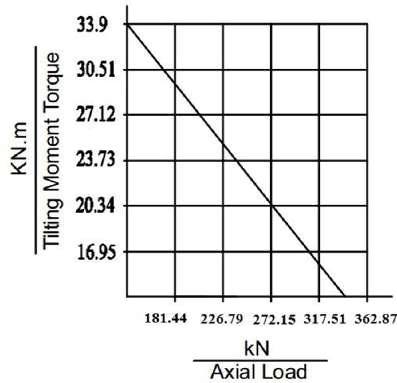 33.9
30.51
27.12
23.73
20.34
16.95
KN.m
Tilting Moment Torque
181.44 226.79 272.15 317.51 362.87
kN
Axial Load